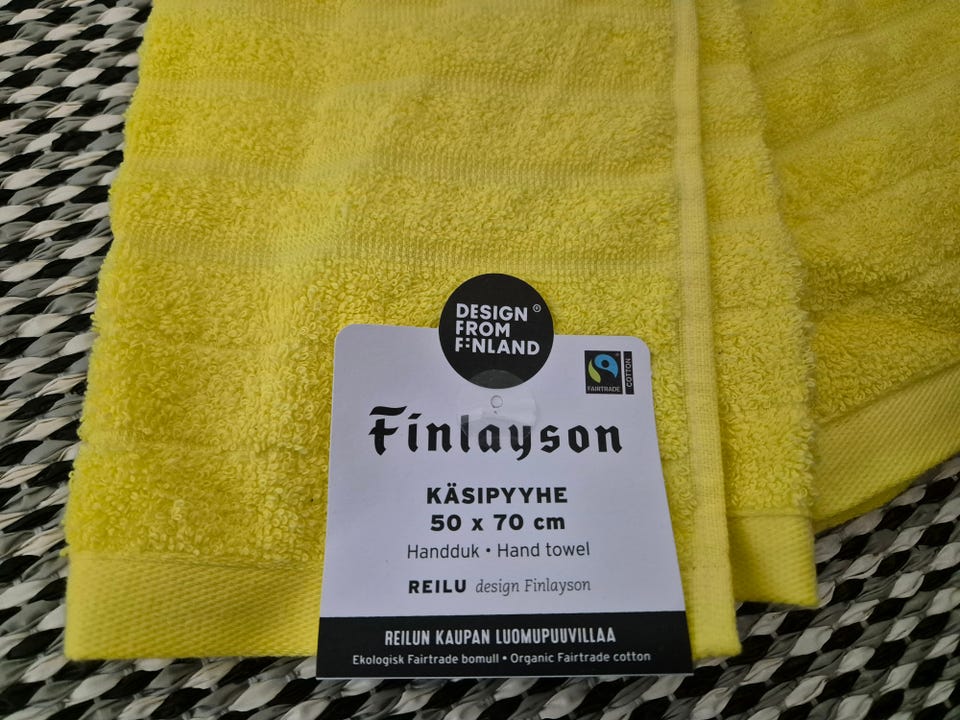 DESIGN ®
FROM
FINLAND
FAIRTRADE
COTTON
Finlayson
KÄSIPYYHE
50 x 70 cm
Handduk • Hand towel
REILU design Finlayson
REILUN KAUPAN LUOMUPUUVILLAA
Ekologisk Fairtrade bomull • Organic Fairtrade cotton